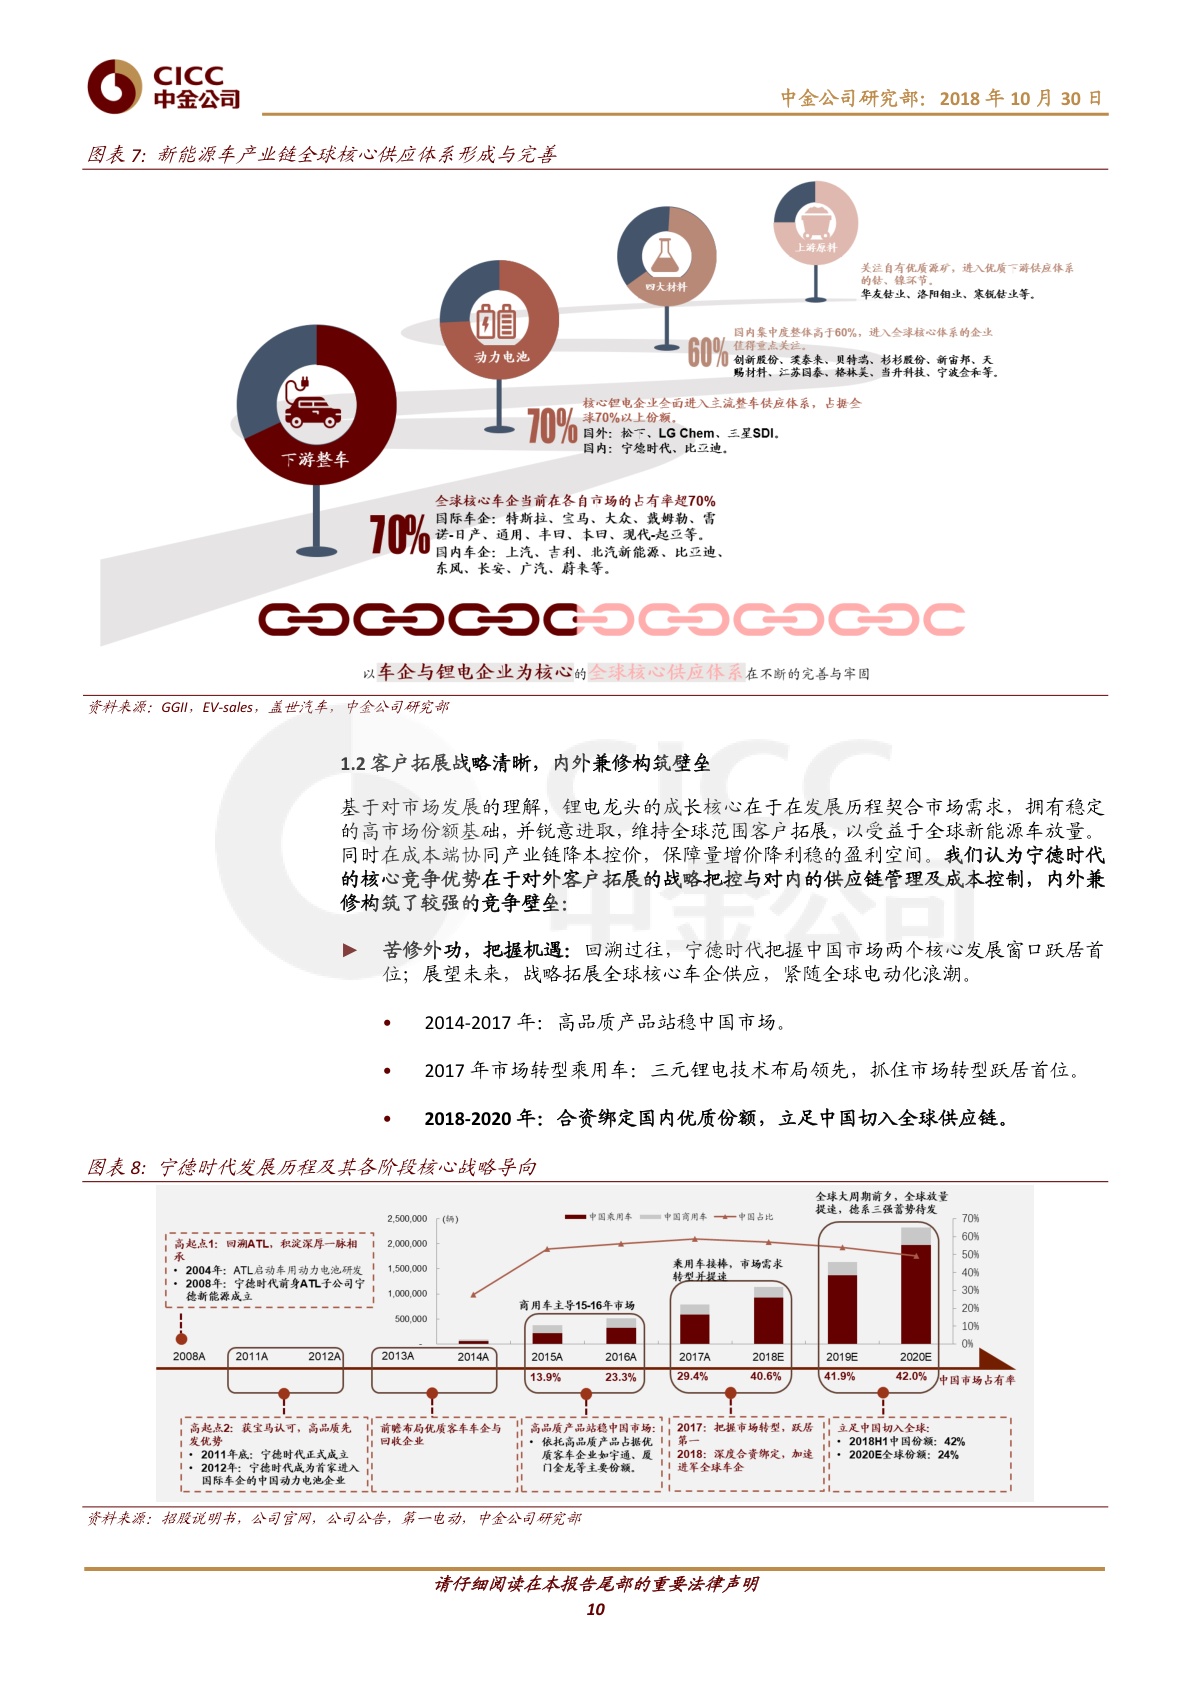 CICC
中金公司
中金公司研究部：2018 年 10 月 30 日
图表 7：新能源车产业链全球核心供应体系形成与完善
上游原料
关注自有优质源矿，进入优质下游供应体系
的钴、镍环节。
华友钴业、洛阳钼业、寒锐钴业等。
四大材料
60%
国内集中度整体高于60%，进入全球核心体系的企业
值得重点关注。
创新股份、璞泰来、贝特瑞、杉杉股份、新宙邦、天
赐材料、江苏国泰、格林美、当升科技、宁波金和等。
动力电池
70%
核心锂电企业全面进入主流整车供应体系，占据全
球70%以上份额。
国外：松下、LG Chem、三星SDI。
国内：宁德时代、比亚迪。
下游整车
70%
全球核心车企当前在各自市场的占有率超70%
国际车企：特斯拉、宝马、大众、戴姆勒、雷
诺-日产、通用、丰田、本田、现代-起亚等。
国内车企：上汽、吉利、北汽新能源、比亚迪、
东风、长安、广汽、蔚来等。
以车企与锂电企业为核心的全球核心供应体系在不断的完善与牢固
资料来源：GGII，EV-sales，盖世汽车，中金公司研究部
1.2 客户拓展战略清晰，内外兼修构筑壁垒
基于对市场发展的理解，锂电龙头的成长核心在于在发展历程契合市场需求，拥有稳定
的高市场份额基础，并锐意进取，维持全球范围客户拓展，以受益于全球新能源车放量。
同时在成本端协同产业链降本控价，保障量增价降利稳的盈利空间。我们认为宁德时代
的核心竞争优势在于对外客户拓展的战略把控与对内的供应链管理及成本控制，内外兼
修构筑了较强的竞争壁垒：
► 苦修外功，把握机遇：回溯过往，宁德时代把握中国市场两个核心发展窗口跃居首
位；展望未来，战略拓展全球核心车企供应，紧随全球电动化浪潮。
• 2014-2017 年：高品质产品站稳中国市场。
• 2017 年市场转型乘用车：三元锂电技术布局领先，抓住市场转型跃居首位。
• 2018-2020 年：合资绑定国内优质份额，立足中国切入全球供应链。
图表 8：宁德时代发展历程及其各阶段核心战略导向
全球大周期前夕，全球放量
提速，德系三强蓄势待发
2,500,000
(辆)
中国乘用车 中国商用车 中国占比
70%
2,000,000
60%
1,500,000
50%
1,000,000
40%
500,000
30%
-
20%
10%
0%
高起点1：回溯ATL，积淀深厚一脉相
承
• 2004年：ATL启动车用动力电池研发
• 2008年：宁德时代前身ATL子公司宁
德新能源成立
乘用车接棒，市场需求
转型并提速
商用车主导15-16年市场
2008A 2011A 2012A 2013A 2014A 2015A 2016A 2017A 2018E 2019E 2020E
13.9% 23.3% 29.4% 40.6% 41.9% 42.0% 中国市场占有率
高起点2：获宝马认可，高品质先
发优势
• 2011年底：宁德时代正式成立
• 2012年：宁德时代成为首家进入
国际车企的中国动力电池企业
前瞻布局优质客车车企与
回收企业
高品质产品站稳中国市场：
• 依托高品质产品占据优
质客车企业如宇通、厦
门金龙等主要份额。
2017：把握市场转型，跃居
第一
2018：深度合资绑定，加速
进军全球车企
立足中国切入全球：
• 2018H1中国份额：42%
• 2020E全球份额：24%
资料来源：招股说明书，公司官网，公司公告，第一电动，中金公司研究部
请仔细阅读在本报告尾部的重要法律声明
10